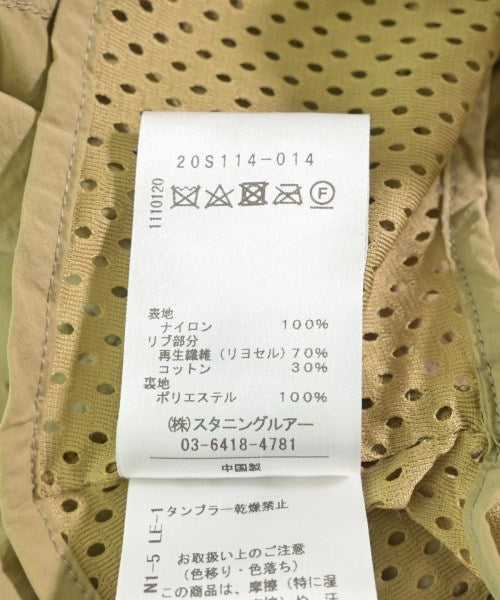 20S114-014
1110120
F
表地
ナイロン 100%
リブ部分
再生繊維(リヨセル) 70%
コットン 30%
裏地
ポリエステル 100%
(株)スタニングルアー
03-6418-4781
中国製
N1-5 LE-1
タンブラー乾燥禁止
お取扱い上のご注意
(色移り・色落ち)
この商品は、摩擦(特に湿